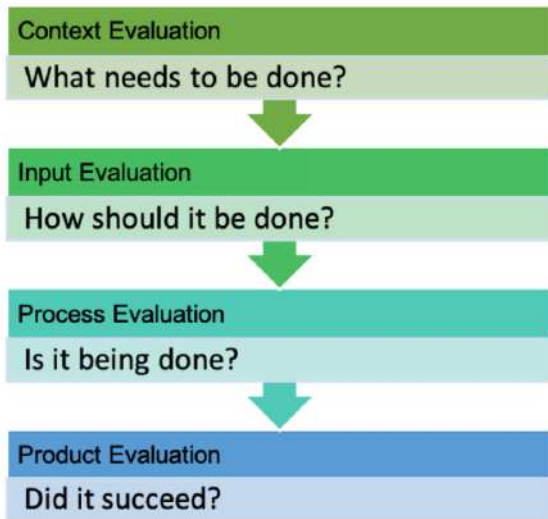 Context Evaluation
What needs to be done?
Input Evaluation
How should it be done?
Process Evaluation
Is it being done?
Product Evaluation
Did it succeed?